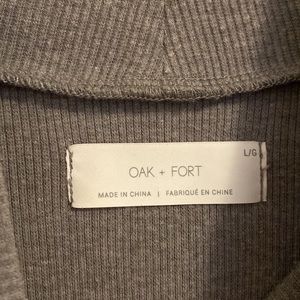 L/G
OAK + FORT
MADE IN CHINA | FABRIQUÉ EN CHINE